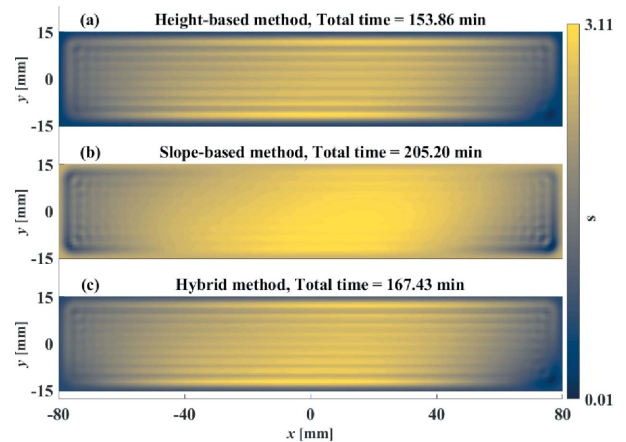 (a) Height-based method, Total time = 153.86 min
3.11
15
0
-15
y [mm]
(b) Slope-based method, Total time = 205.20 min
15
0
-15
y [mm]
s
(c) Hybrid method, Total time = 167.43 min
15
0
-15
y [mm]
0.01
-80 -40 0 40 80
x [mm]